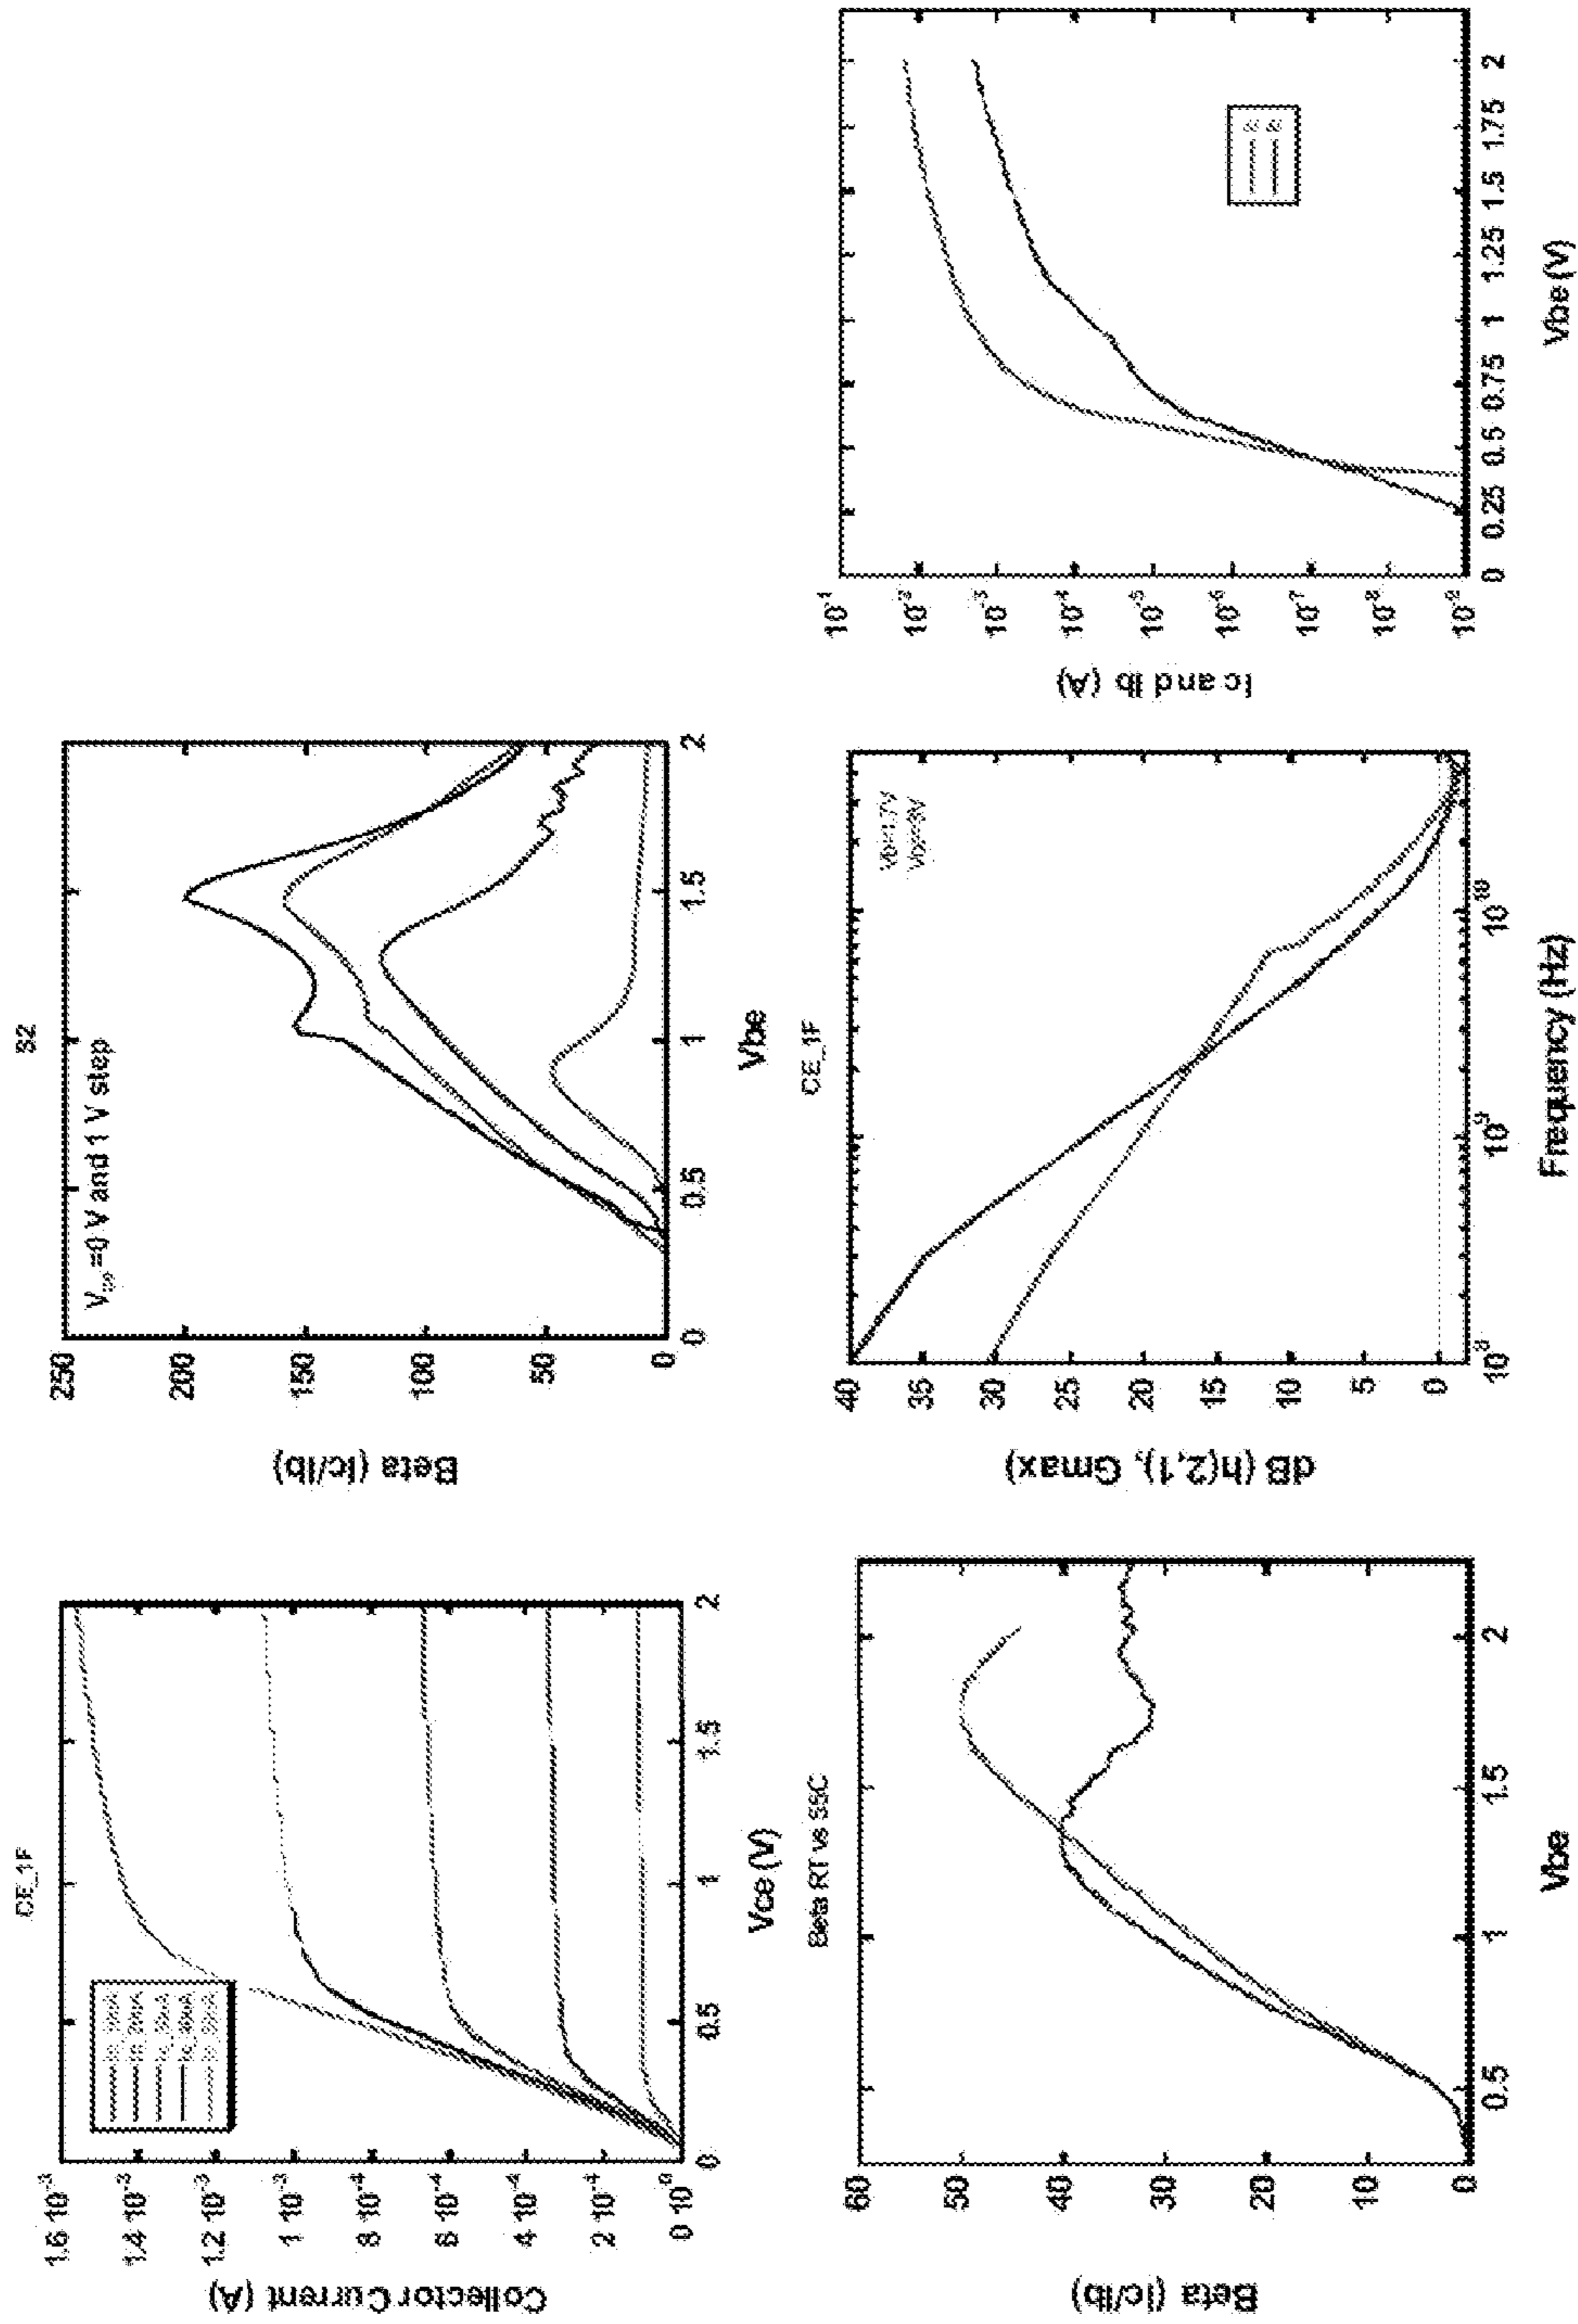 CE_1F
Collector Current (A)
1.6 10⁻³
1.4 10⁻³
1.2 10⁻³
1 10⁻³
8 10⁻⁴
6 10⁻⁴
4 10⁻⁴
2 10⁻⁴
0 10⁰
0 0.5 1 1.5 2
Vce (V)
S2
=0 V and 1 V step
Beta (Ic/Ib)
250
200
150
100
50
0
0 0.5 1 1.5 2
Vbe
Beta RT vs SSC
Beta (Ic/Ib)
60
50
40
30
20
10
0
0.5 1 1.5 2
Vbe
CE_1F
Vb=1.7V
dB (h(2,1), Gmax)
40
35
30
25
20
15
10
5
0
10⁸ 10⁹ 10¹⁰
Frequency (Hz)
Ic and Ib (A)
10⁻¹
10⁻²
10⁻³
10⁻⁴
10⁻⁵
10⁻⁶
10⁻⁷
10⁻⁸
10⁻⁹
0 0.25 0.5 0.75 1 1.25 1.5 1.75 2
Vbe (V)